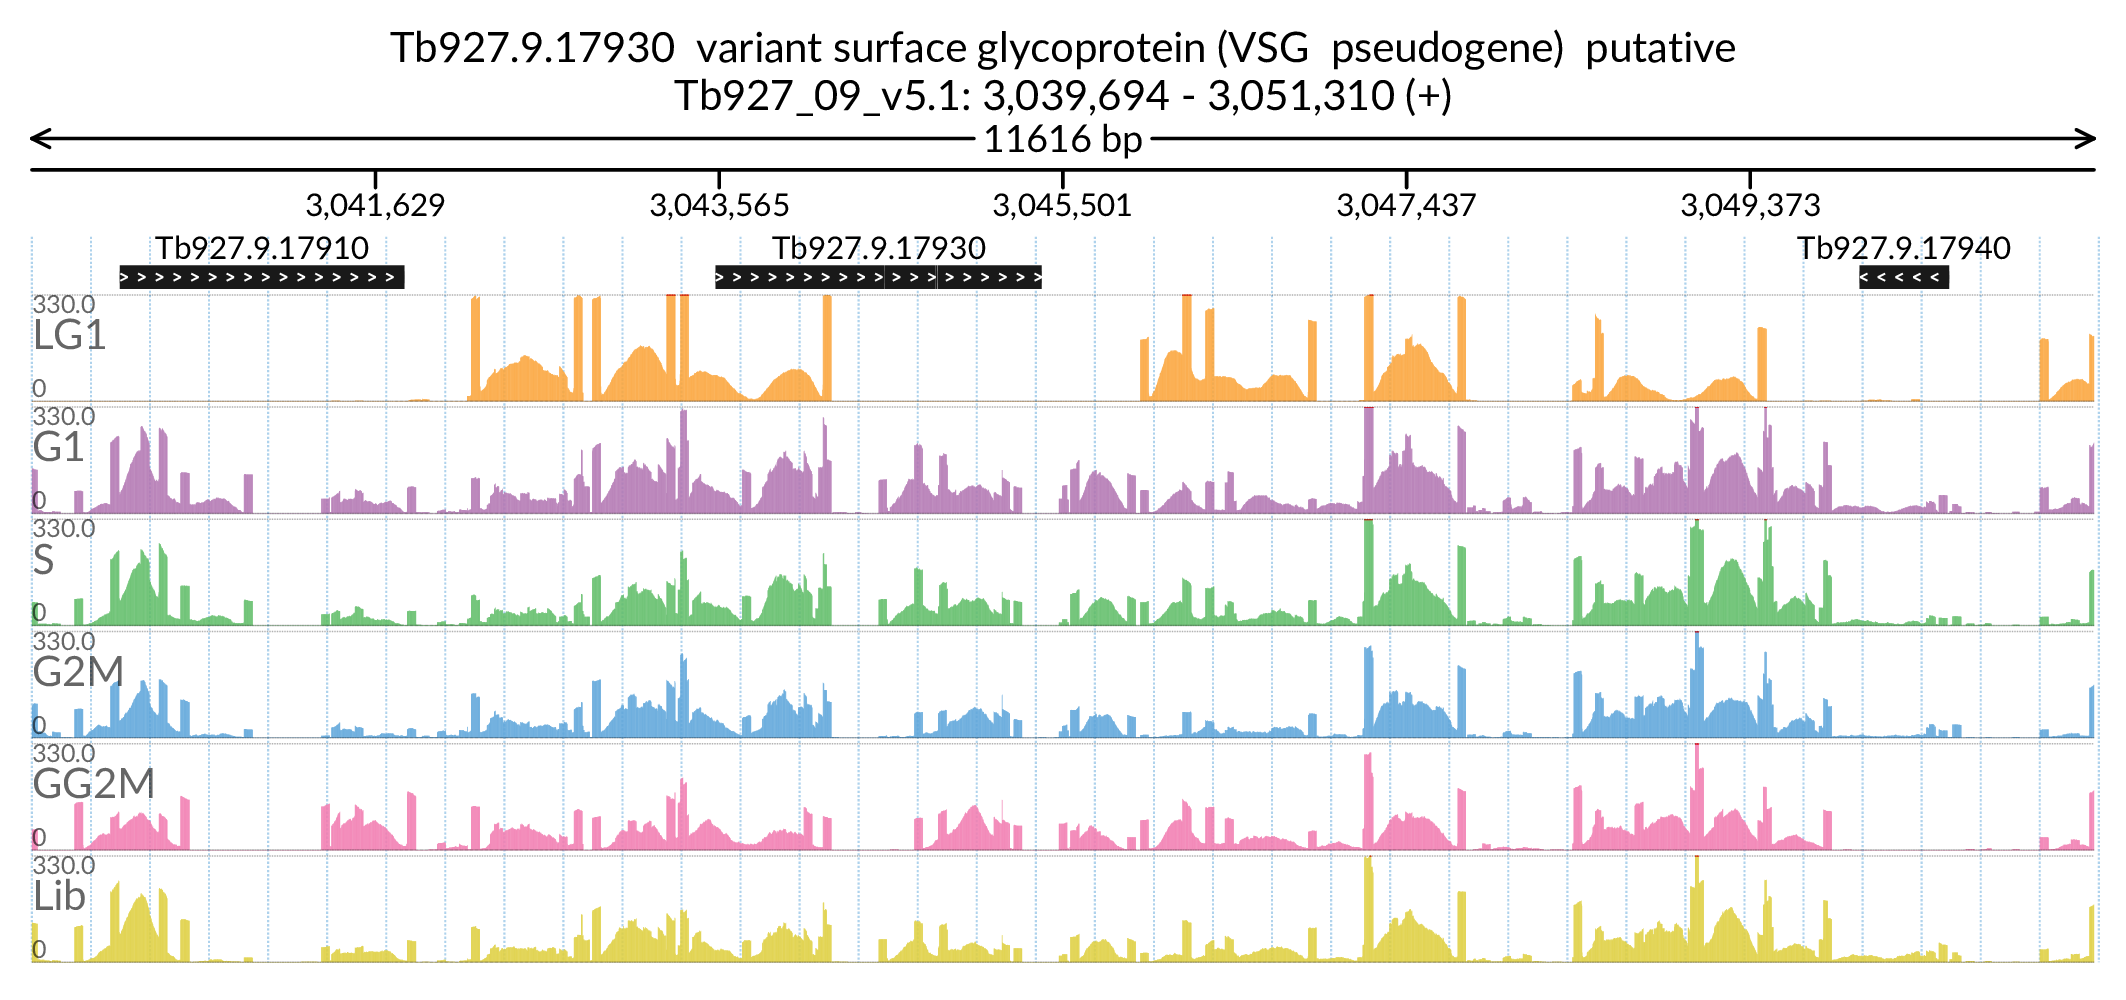 Tb927.9.17930  variant surface glycoprotein (VSG  pseudogene)  putative
Tb927_09_v5.1: 3,039,694 - 3,051,310 (+)
11616 bp
3,041,629 3,043,565 3,045,501 3,047,437 3,049,373
Tb927.9.17910 Tb927.9.17930 Tb927.9.17940
330.0
LG1
0
330.0
G1
0
330.0
S
0
330.0
G2M
0
330.0
GG2M
0
330.0
Lib
0